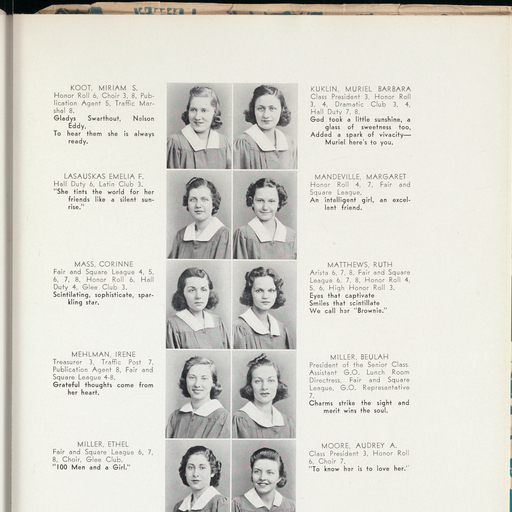 KOOT, MIRIAM S.
Honor Roll 6, Choir 3, 8, Pub-
lication Agent 5, Traffic Mar-
shal 8.
Gladys Swarthout, Nelson
Eddy,
To hear them she is always
ready.
KUKLIN, MURIEL BARBARA
Class President 3, Honor Roll
3, 4, Dramatic Club 3, 4,
Hall Duty 7, 8.
God took a little sunshine, a
glass of sweetness too,
Added a spark of vivacity—
Muriel here's to you.
LASAUSKAS EMELIA F.
Hall Duty 6, Latin Club 3.
"She tints the world for her
friends like a silent sun-
rise."
MANDEVILLE, MARGARET
Honor Roll 4, 7, Fair and
Square League.
An intelligent girl, an excel-
lent friend.
MASS, CORINNE
Fair and Square League 4, 5,
6, 7, 8, Honor Roll 6, Hall
Duty 4, Glee Club 3.
Scintilating, sophisticate, spar-
kling star.
MATTHEWS, RUTH
Arista 6, 7, 8, Fair and Square
League 6, 7, 8, Honor Roll 4,
5, 6, High Honor Roll 3.
Eyes that captivate
Smiles that scintillate
We call her "Brownie."
MEHLMAN, IRENE
Treasurer 3, Traffic Post 7,
Publication Agent 8, Fair and
Square League 4-8.
Grateful thoughts come from
her heart.
MILLER, BEULAH
President of the Senior Class.
Assistant G.O. Lunch Room
Directress, Fair and Square
League, G.O. Representative
7.
Charms strike the sight and
merit wins the soul.
MILLER, ETHEL
Fair and Square League 6, 7,
8, Choir, Glee Club.
"100 Men and a Girl."
MOORE, AUDREY A.
Class President 3, Honor Roll
6, Choir 7.
"To know her is to love her."